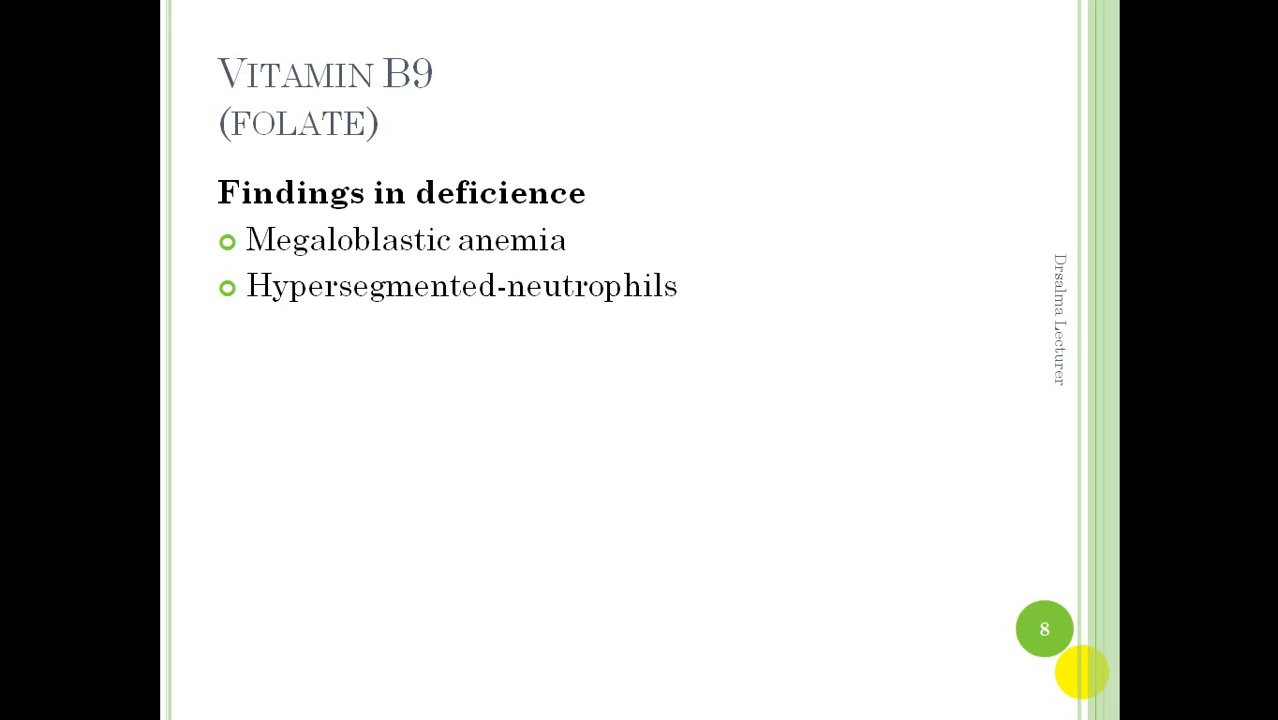 VITAMIN B9
(FOLATE)
Findings in deficience
Megaloblastic anemia
Hypersegmented-neutrophils
Drsalma Lecturer
8